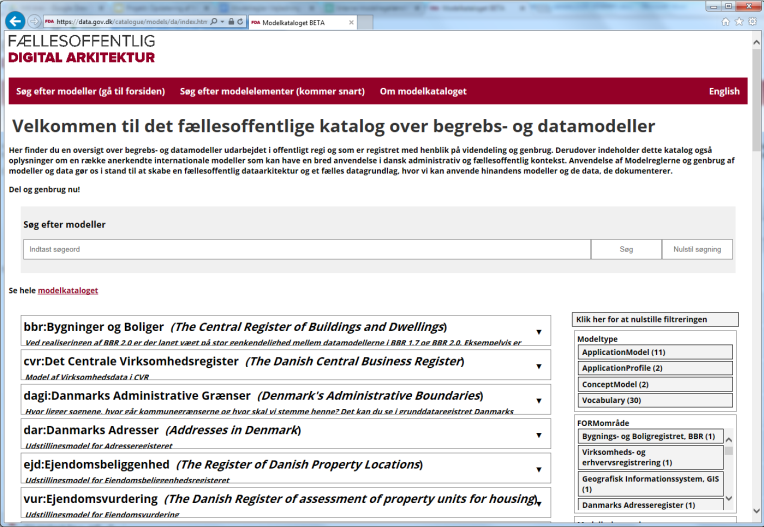 https://data.gov.dk/catalogue/models/da/index.htm
Modelkataloget BETA
FÆLLESOFFENTLIG
DIGITAL ARKITEKTUR
Søg efter modeller (gå til forsiden) Søg efter modelelementer (kommer snart) Om modelkataloget English
Velkommen til det fællesoffentlige katalog over begrebs- og datamodeller
Her finder du en oversigt over begrebs- og datamodeller udarbejdet i offentligt regi og som er registret med henblik på videndeling og genbrug. Derudover indeholder dette katalog også
oplysninger om en række anerkendte internationale modeller som kan have en bred anvendelse i dansk administrativ og fællesoffentlig kontekst. Anvendelse af Modelreglerne og genbrug af
modeller og data gør os i stand til at skabe en fællesoffentlig dataarkitektur og et fælles datagrundlag, hvor vi kan anvende hinandens modeller og de data, de dokumenterer.
Del og genbrug nu!
Søg efter modeller
Indtast søgeord Søg Nulstil søgning
Se hele modelkataloget
bbr:Bygninger og Boliger (The Central Register of Buildings and Dwellings)
Ved realiseringen af BBR 2.0 er der lagt vægt på stor genkendelighed mellem datamodellerne i BBR 1.7 og BBR 2.0. Eksempelvis er
cvr:Det Centrale Virksomhedsregister (The Danish Central Business Register)
Model af Virksomhedsdata i CVR
dagi:Danmarks Administrative Grænser (Denmark's Administrative Boundaries)
Hvor ligger sognene, hvor går kommunegrænserne og hvor skal vi stemme henne? Det kan du se i grunddataregistret Danmarks
dar:Danmarks Adresser (Addresses in Denmark)
Udstillingsmodel for Adresseregisteret
ejd:Ejendomsbeliggenhed (The Register of Danish Property Locations)
Udstillingsmodel for Ejendomsbeliggenhedsregisteret
vur:Ejendomsvurdering (The Danish Register of assessment of property units for housing)
Udstillingsmodel for Ejendomsvurdering
Klik her for at nulstille filtreringen
Modeltype
ApplicationModel (11)
ApplicationProfile (2)
ConceptModel (2)
Vocabulary (30)
FORMområde
Bygnings- og Boligregistret, BBR (1)
Virksomheds- og
erhvervsregistrering (1)
Geografisk Informationssystem, GIS
(1)
Danmarks Adresseregister (1)